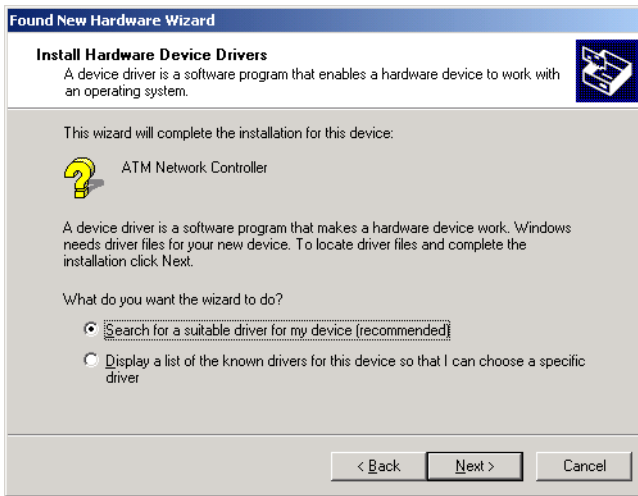 Found New Hardware Wizard
Install Hardware Device Drivers
A device driver is a software program that enables a hardware device to work with
an operating system.
This wizard will complete the installation for this device:
ATM Network Controller
A device driver is a software program that makes a hardware device work. Windows
needs driver files for your new device. To locate driver files and complete the
installation click Next.
What do you want the wizard to do?
Search for a suitable driver for my device (recommended)
Display a list of the known drivers for this device so that I can choose a specific
driver
< Back
Next >
Cancel